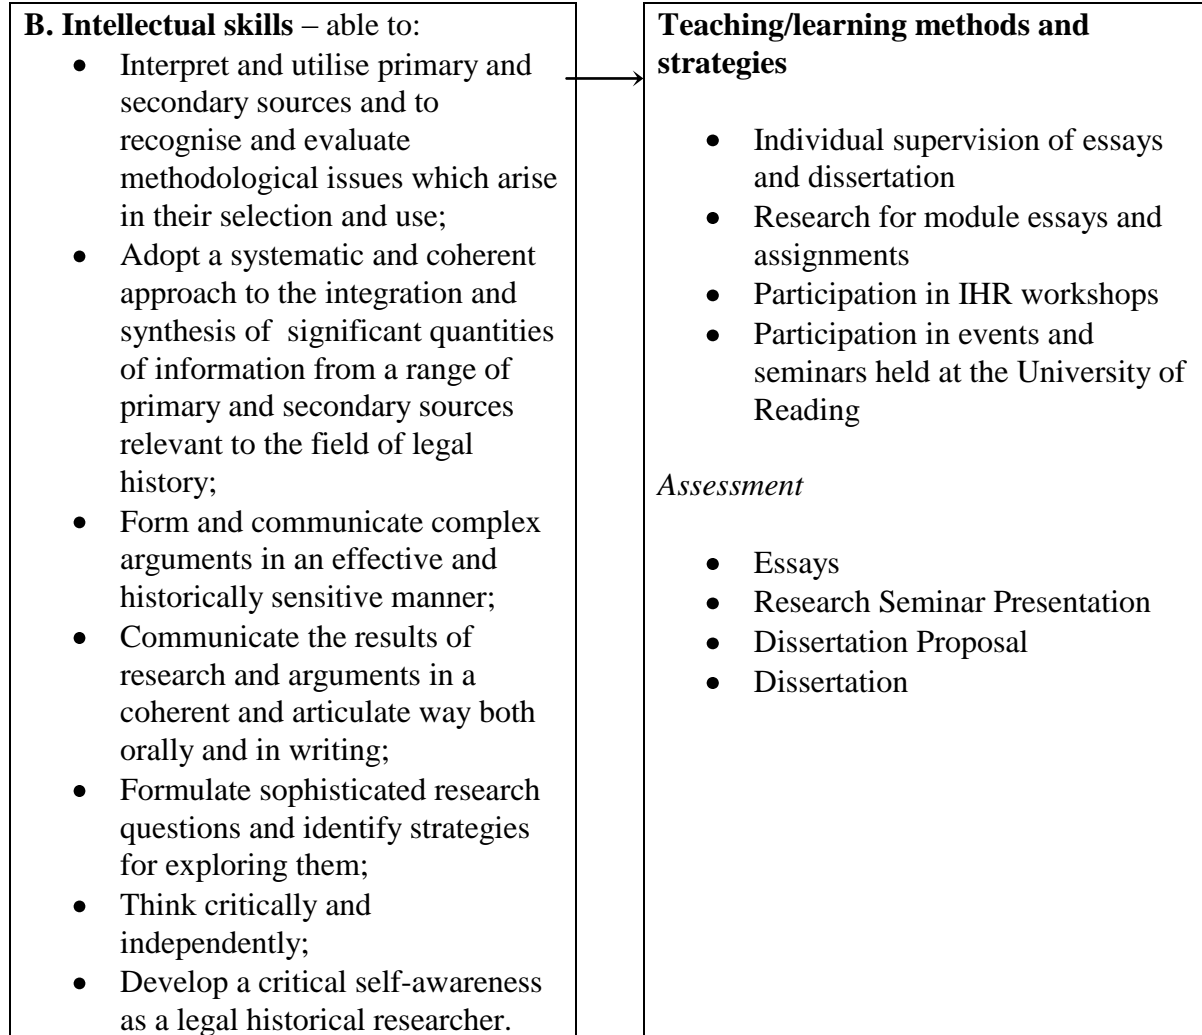 B. Intellectual skills – able to:
• Interpret and utilise primary and
secondary sources and to
recognise and evaluate
methodological issues which arise
in their selection and use;
• Adopt a systematic and coherent
approach to the integration and
synthesis of  significant quantities
of information from a range of
primary and secondary sources
relevant to the field of legal
history;
• Form and communicate complex
arguments in an effective and
historically sensitive manner;
• Communicate the results of
research and arguments in a
coherent and articulate way both
orally and in writing;
• Formulate sophisticated research
questions and identify strategies
for exploring them;
• Think critically and
independently;
• Develop a critical self-awareness
as a legal historical researcher.
Teaching/learning methods and
strategies
• Individual supervision of essays
and dissertation
• Research for module essays and
assignments
• Participation in IHR workshops
• Participation in events and
seminars held at the University of
Reading
Assessment
• Essays
• Research Seminar Presentation
• Dissertation Proposal
• Dissertation